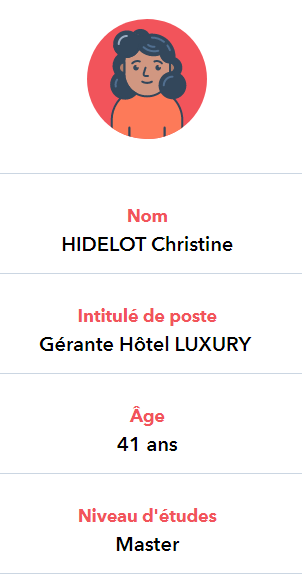 Nom
HIDELOT Christine
Intitulé de poste
Gérante Hôtel LUXURY
Âge
41 ans
Niveau d'études
Master